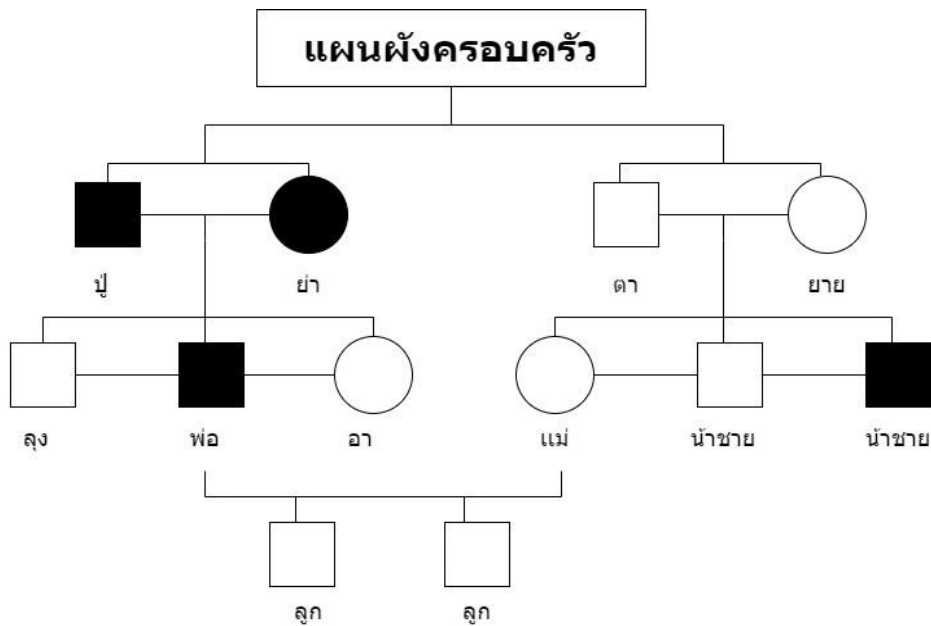 แผนผังครอบครัว
ปู่
ย่า
ตา
ยาย
ลุง
พ่อ
อา
แม่
น้าชาย
น้าชาย
ลูก
ลูก